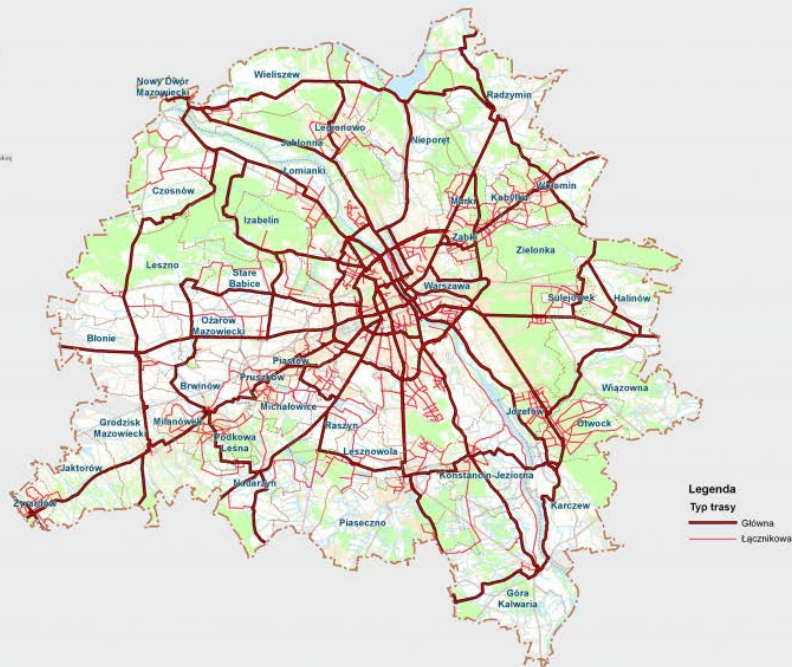 Wieliszew
Nowy Dwór
Mazowiecki
Radzymin
Legionowo
Jabłonna
Nieporęt
Łomianki
Czosnów
Wołomin
Kobyłka
Marki
Izabelin
Ząbki
Zielonka
Leszno
Stare
Babice
Warszawa
Sulejówek
Halinów
Ożarów
Mazowiecki
Błonie
Piastów
Pruszków
Brwinów
Wiązowna
Michałowice
Józefów
Otwock
Grodzisk
Mazowiecki
Milanówek
Raszyn
Podkowa
Leśna
Lesznowola
Jaktorów
Konstancin-Jeziorna
Nadarzyn
Żyrardów
Karczew
Piaseczno
Góra
Kalwaria
Legenda
Typ trasy
Główna
Łącznikowa